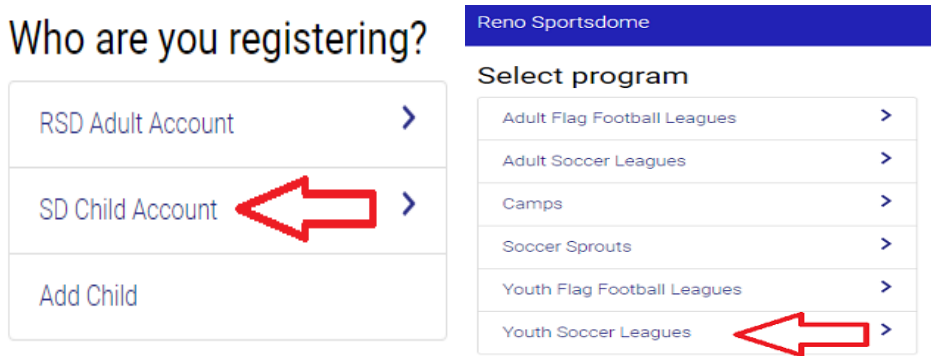 Who are you registering?
RSD Adult Account
SD Child Account
Add Child
Reno Sportsdome
Select program
Adult Flag Football Leagues
Adult Soccer Leagues
Camps
Soccer Sprouts
Youth Flag Football Leagues
Youth Soccer Leagues